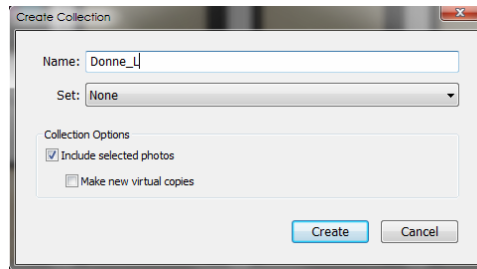 Create Collection
Name: Donne_L
Set: None
Collection Options
Include selected photos
Make new virtual copies
Create Cancel